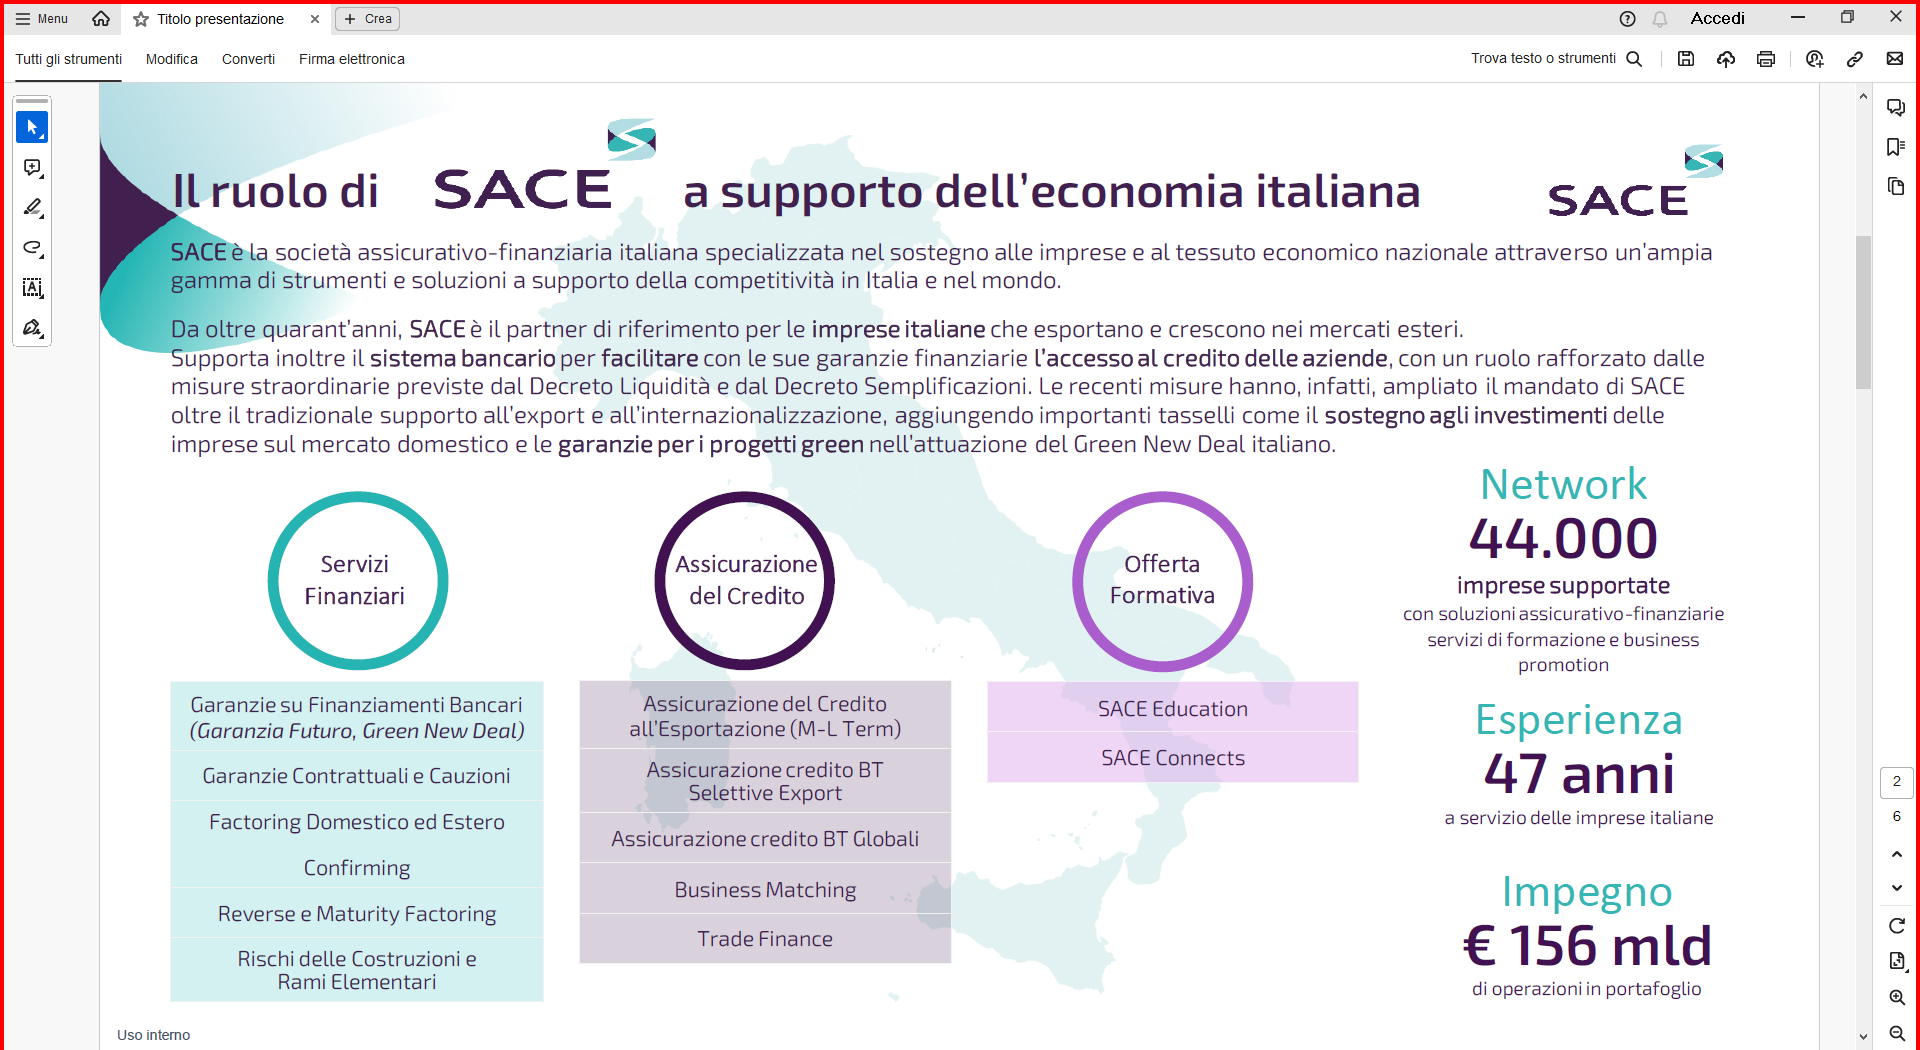 Menu
Titolo presentazione
Crea
Accedi
Tutti gli strumenti
Modifica
Converti
Firma elettronica
Trova testo o strumenti
Il ruolo di SACE a supporto dell'economia italiana
SACE
SACE è la società assicurativo-finanziaria italiana specializzata nel sostegno alle imprese e al tessuto economico nazionale attraverso un'ampia
gamma di strumenti e soluzioni a supporto della competitività in Italia e nel mondo.
Da oltre quarant'anni, SACE è il partner di riferimento per le imprese italiane che esportano e crescono nei mercati esteri.
Supporta inoltre il sistema bancario per facilitare con le sue garanzie finanziarie l'accesso al credito delle aziende, con un ruolo rafforzato dalle
misure straordinarie previste dal Decreto Liquidità e dal Decreto Semplificazioni. Le recenti misure hanno, infatti, ampliato il mandato di SACE
oltre il tradizionale supporto all'export e all'internazionalizzazione, aggiungendo importanti tasselli come il sostegno agli investimenti delle
imprese sul mercato domestico e le garanzie per i progetti green nell'attuazione del Green New Deal italiano.
Servizi
Finanziari
Garanzie su Finanziamenti Bancari
(Garanzia Futuro, Green New Deal)
Garanzie Contrattuali e Cauzioni
Factoring Domestico ed Estero
Confirming
Reverse e Maturity Factoring
Rischi delle Costruzioni e
Rami Elementari
Assicurazione
del Credito
Assicurazione del Credito
all'Esportazione (M-L Term)
Assicurazione credito BT
Selettive Export
Assicurazione credito BT Globali
Business Matching
Trade Finance
Offerta
Formativa
SACE Education
SACE Connects
Network
44.000
imprese supportate
con soluzioni assicurativo-finanziarie
servizi di formazione e business
promotion
Esperienza
47 anni
a servizio delle imprese italiane
Impegno
€ 156 mld
di operazioni in portafoglio
Uso interno
2
6